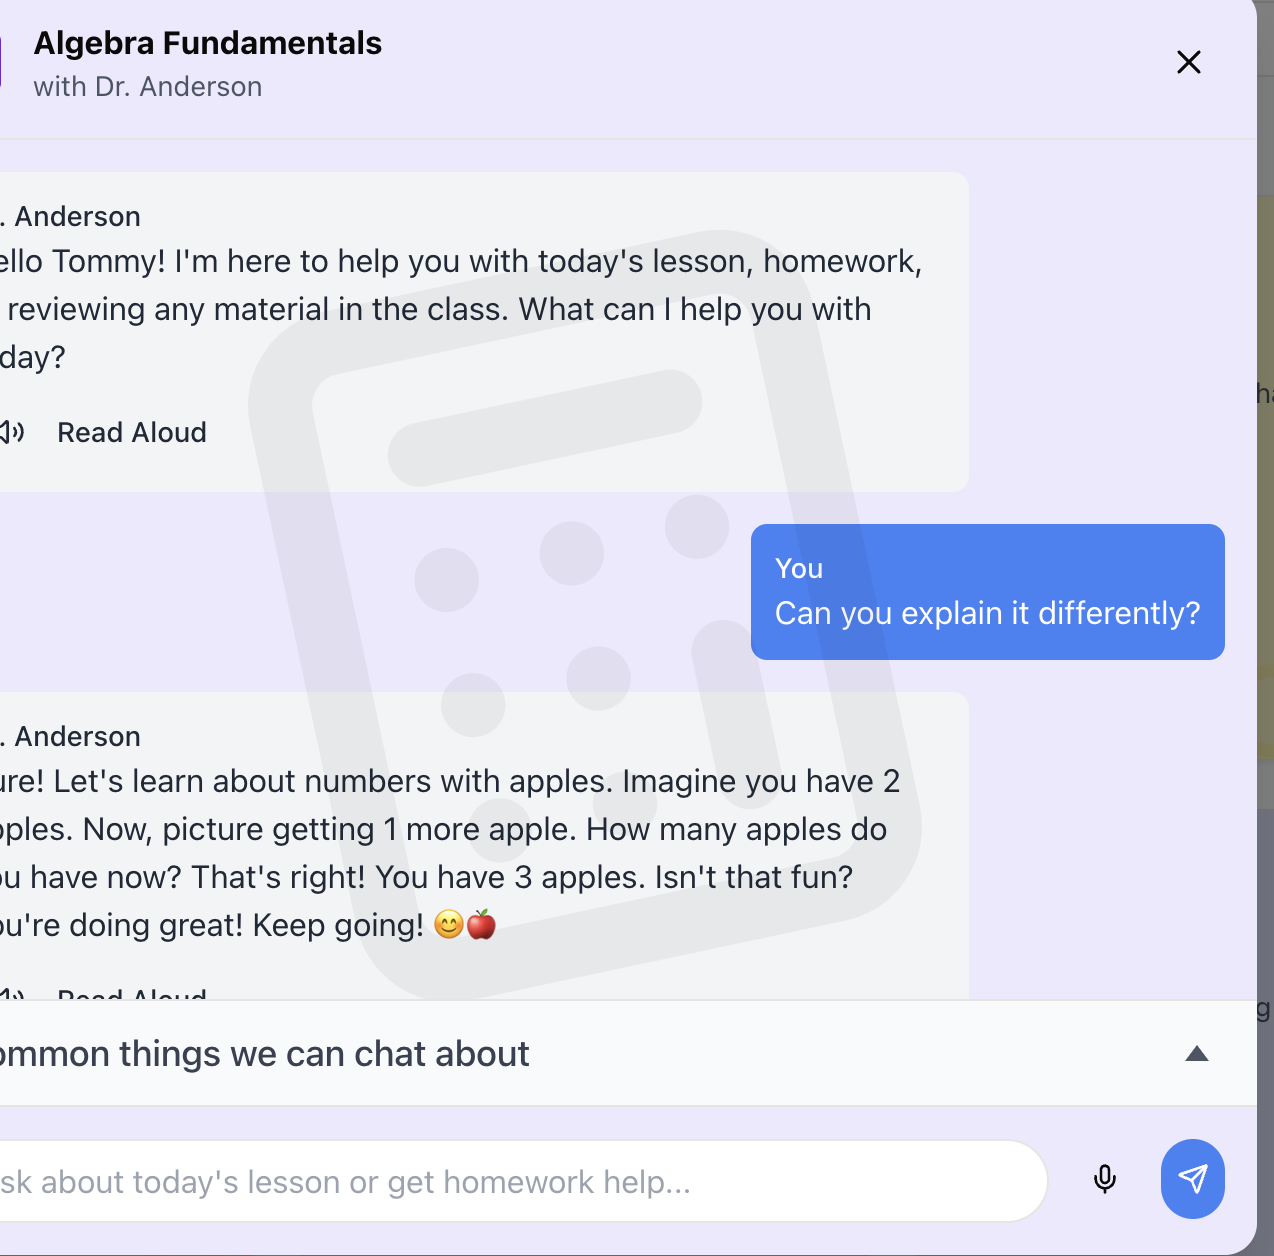 Algebra Fundamentals
with Dr. Anderson
. Anderson
ello Tommy! I'm here to help you with today's lesson, homework,
reviewing any material in the class. What can I help you with
day?
Read Aloud
You
Can you explain it differently?
. Anderson
ure! Let's learn about numbers with apples. Imagine you have 2
pples. Now, picture getting 1 more apple. How many apples do
ou have now? That's right! You have 3 apples. Isn't that fun?
ou're doing great! Keep going! 😊🍎
Read Aloud
ommon things we can chat about
sk about today's lesson or get homework help...